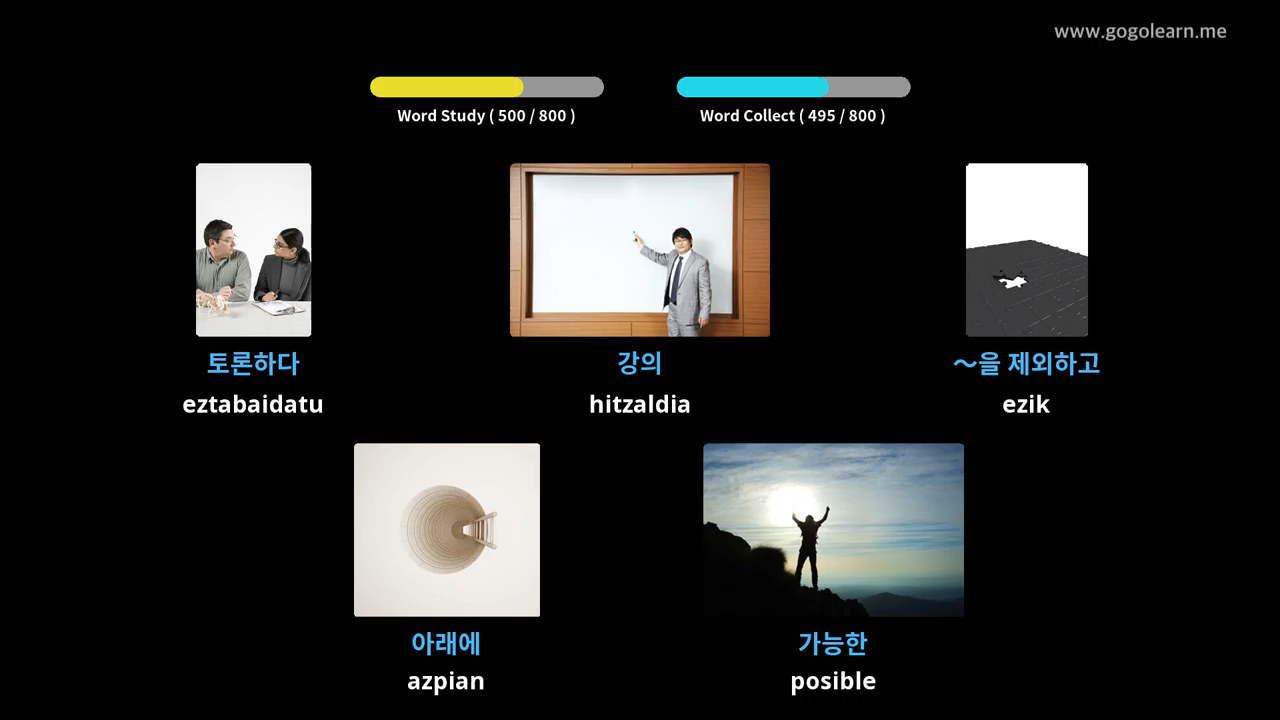 www.gogolearn.me
Word Study ( 500 / 800 )
Word Collect ( 495 / 800 )
토론하다
eztabaidatu
강의
hitzaldia
～을 제외하고
ezik
아래에
azpian
가능한
posible